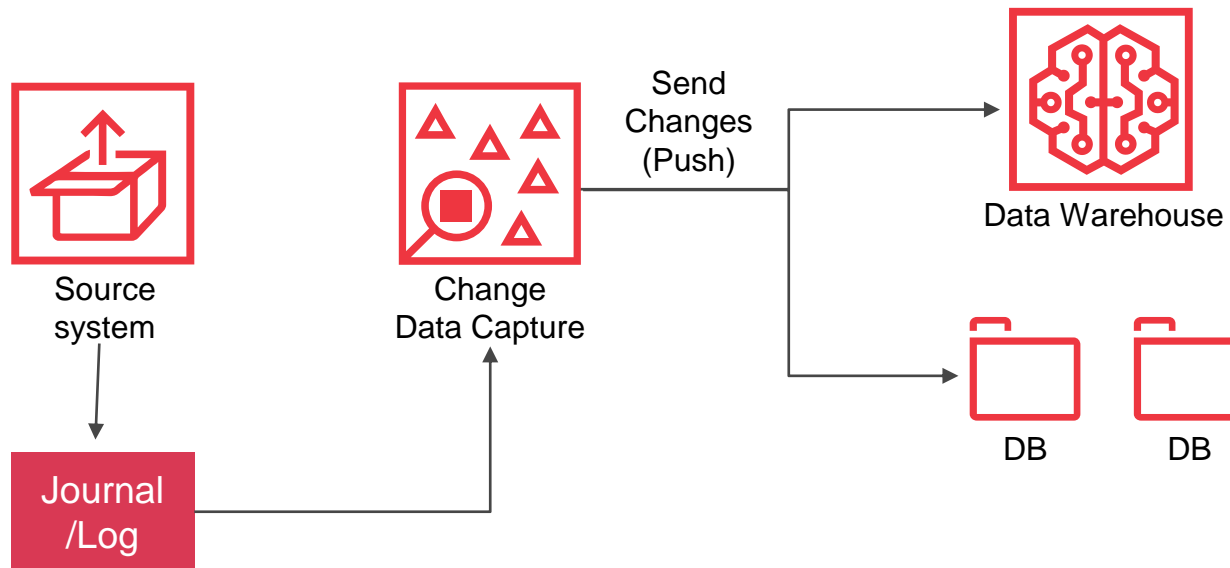 Source
system
Journal
/Log
Change
Data Capture
Send
Changes
(Push)
Data Warehouse
DB
DB